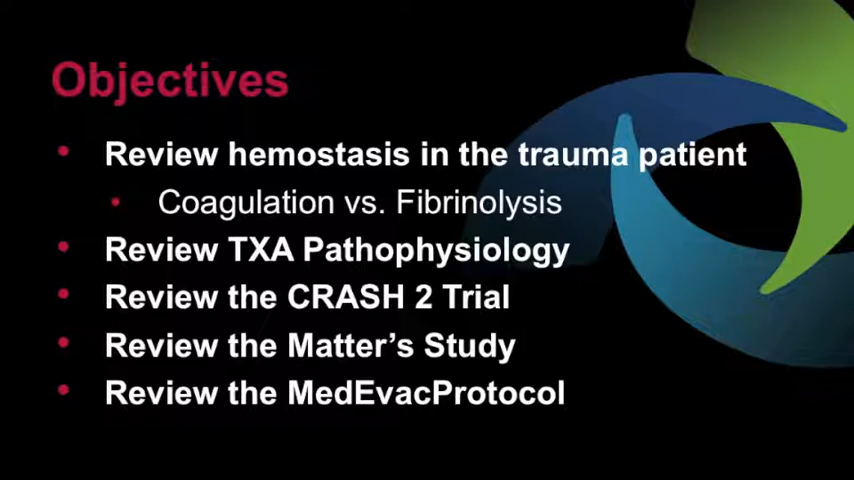 Objectives
• Review hemostasis in the trauma patient
• Coagulation vs. Fibrinolysis
• Review TXA Pathophysiology
• Review the CRASH 2 Trial
• Review the Matter's Study
• Review the MedEvacProtocol